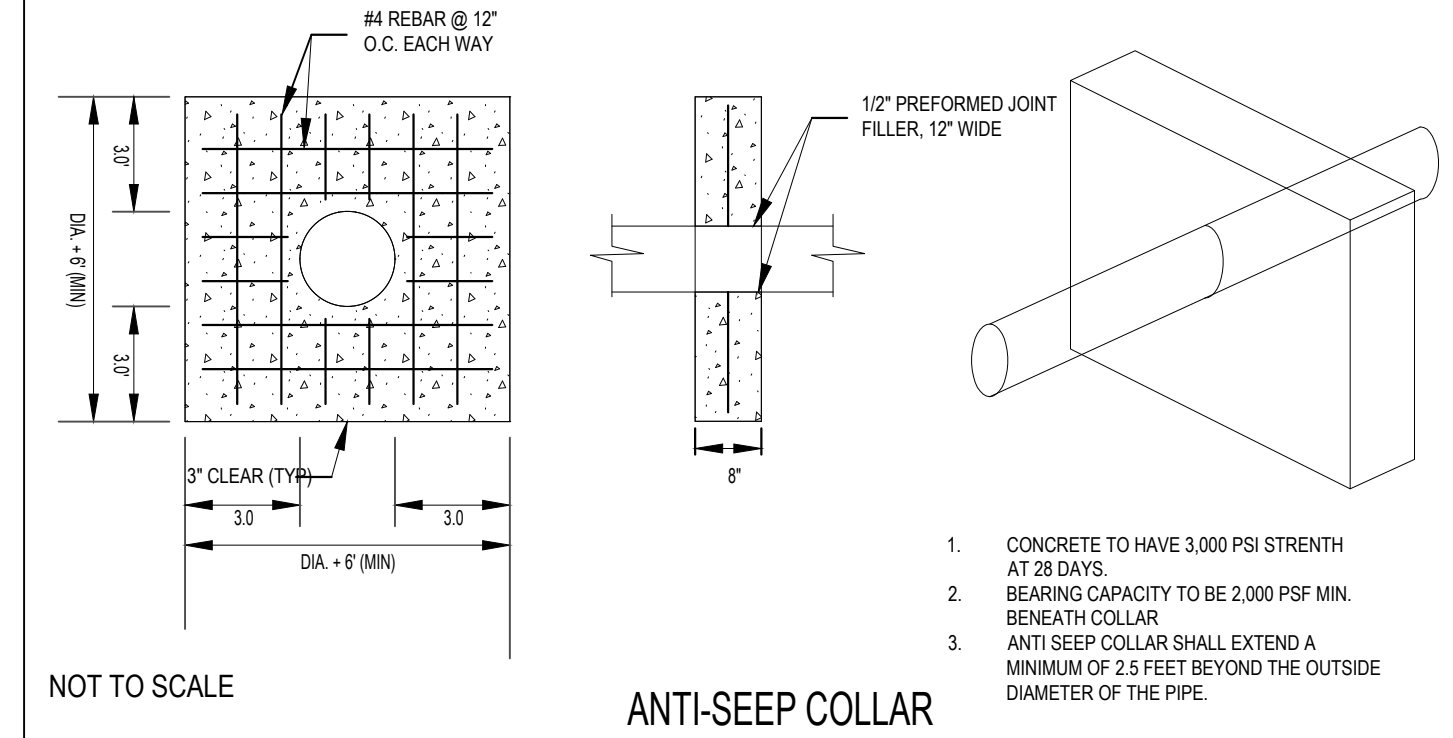 #4 REBAR @ 12"
O.C. EACH WAY
3.0'
DIA. + 6' (MIN)
3.0'
3" CLEAR (TYP)
3.0
3.0
DIA. + 6' (MIN)
1/2" PREFORMED JOINT
FILLER, 12" WIDE
8"
1. CONCRETE TO HAVE 3,000 PSI STRENTH
AT 28 DAYS.
2. BEARING CAPACITY TO BE 2,000 PSF MIN.
BENEATH COLLAR
3. ANTI SEEP COLLAR SHALL EXTEND A
MINIMUM OF 2.5 FEET BEYOND THE OUTSIDE
DIAMETER OF THE PIPE.
NOT TO SCALE
ANTI-SEEP COLLAR